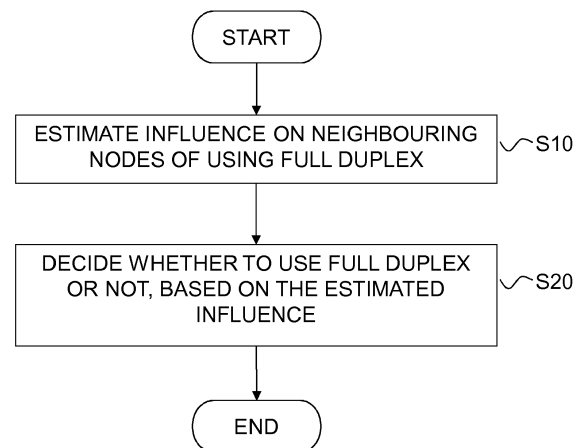 START
ESTIMATE INFLUENCE ON NEIGHBOURING
NODES OF USING FULL DUPLEX
S10
DECIDE WHETHER TO USE FULL DUPLEX
OR NOT, BASED ON THE ESTIMATED
INFLUENCE
S20
END